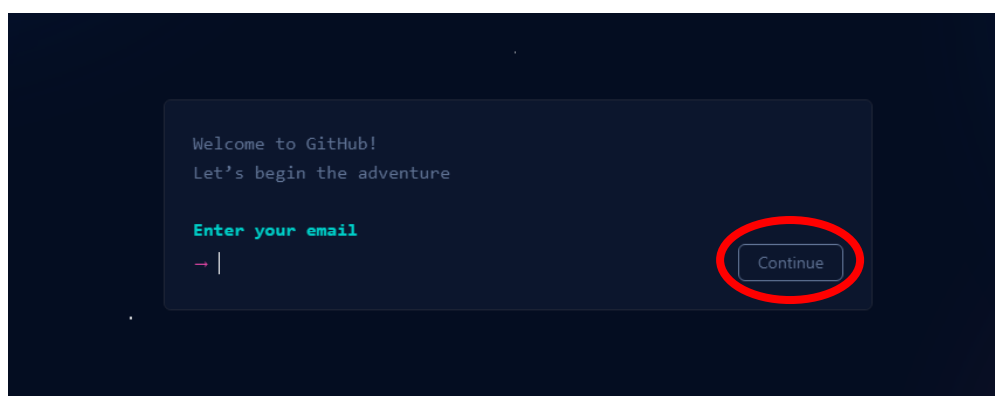 Welcome to GitHub!
Let’s begin the adventure
Enter your email
→
Continue